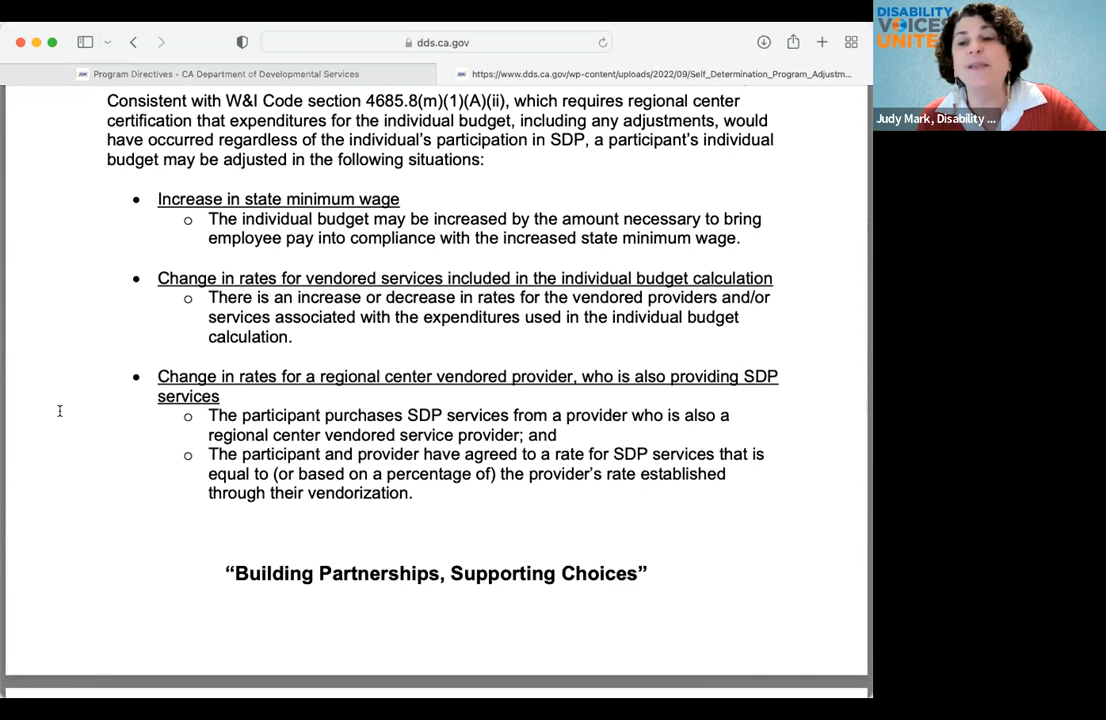 dds.ca.gov
Program Directives - CA Department of Developmental Services
https://www.dds.ca.gov/wp-content/uploads/2022/09/Self_Determination_Program_Adjustm...
Consistent with W&I Code section 4685.8(m)(1)(A)(ii), which requires regional center
certification that expenditures for the individual budget, including any adjustments, would
have occurred regardless of the individual's participation in SDP, a participant's individual
budget may be adjusted in the following situations:
• Increase in state minimum wage
o The individual budget may be increased by the amount necessary to bring
employee pay into compliance with the increased state minimum wage.
• Change in rates for vendored services included in the individual budget calculation
o There is an increase or decrease in rates for the vendored providers and/or
services associated with the expenditures used in the individual budget
calculation.
• Change in rates for a regional center vendored provider, who is also providing SDP
services
o The participant purchases SDP services from a provider who is also a
regional center vendored service provider; and
o The participant and provider have agreed to a rate for SDP services that is
equal to (or based on a percentage of) the provider's rate established
through their vendorization.
“Building Partnerships, Supporting Choices”
DISABILITY
VOICES
UNITE
Judy Mark, Disability ...